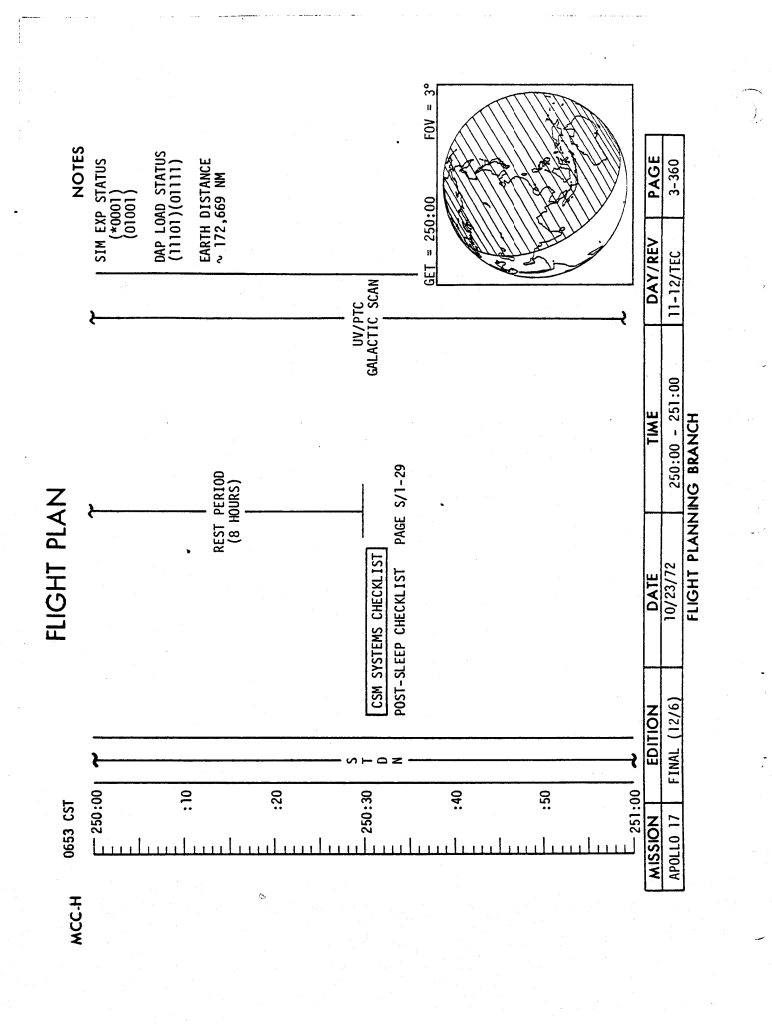 FLIGHT PLAN
MCC-H
0653 CST
NOTES
250:00
:10
:20
250:30
:40
:50
251:00
S
T
D
N
REST PERIOD
(8 HOURS)
CSM SYSTEMS CHECKLIST
POST-SLEEP CHECKLIST PAGE S/1-29
UV/PTC
GALACTIC SCAN
SIM EXP STATUS
(*0001)
(01001)
DAP LOAD STATUS
(11101)(01111)
EARTH DISTANCE
~ 172,669 NM
GET = 250:00 FOV = 3°
MISSION EDITION DATE TIME DAY/REV PAGE
APOLLO 17 FINAL (12/6) 10/23/72 250:00 - 251:00 11-12/TEC 3-360
FLIGHT PLANNING BRANCH